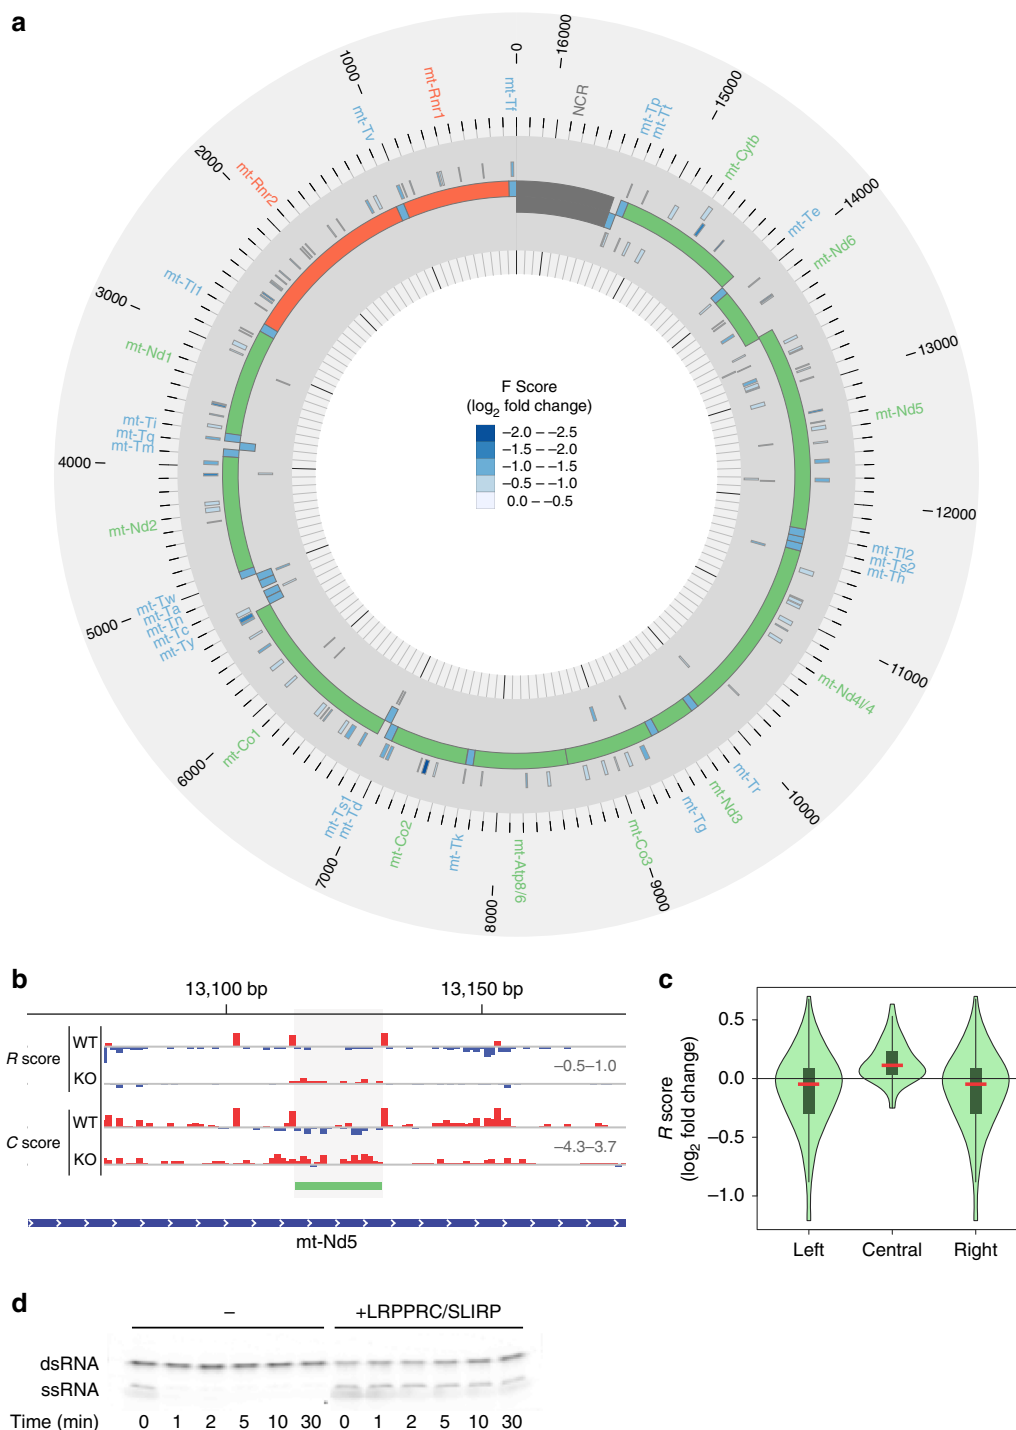 a
0
16000
15000
14000
13000
12000
11000
10000
9000
8000
7000
6000
5000
4000
3000
2000
1000
mt-Tf
NCR
mt-Tp
mt-Tt
mt-Cytb
mt-Te
mt-Nd6
mt-Nd5
mt-Tl2
mt-Ts2
mt-Th
mt-Nd4l/4
mt-Tr
mt-Nd3
mt-Tg
mt-Co3
mt-Atp8/6
mt-Tk
mt-Co2
mt-Td
mt-Ts1
mt-Co1
mt-Tw
mt-Ta
mt-Tn
mt-Tc
mt-Ty
mt-Nd2
mt-Ti
mt-Tq
mt-Tm
mt-Nd1
mt-Tl1
mt-Rnr2
mt-Tv
mt-Rnr1
F Score
(log2 fold change)
−2.0 – −2.5
−1.5 – −2.0
−1.0 – −1.5
−0.5 – −1.0
0.0 – −0.5
b
13,100 bp 13,150 bp
R score
WT
KO
−0.5–1.0
C score
WT
KO
−4.3–3.7
mt-Nd5
c
R score
(log2 fold change)
0.5
0.0
−0.5
−1.0
Left Central Right
d
– +LRPPRC/SLIRP
dsRNA
ssRNA
Time (min) 0 1 2 5 10 30 0 1 2 5 10 30